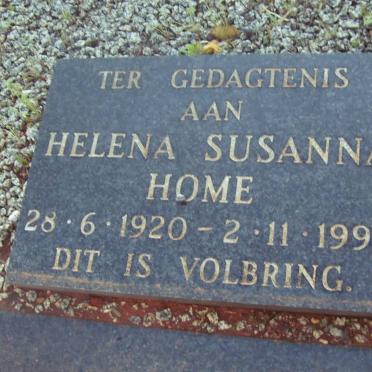 TER GEDAGTENIS
AAN
HELENA SUSANNA
HOME
28·6·1920 – 2·11·199
DIT IS VOLBRING.